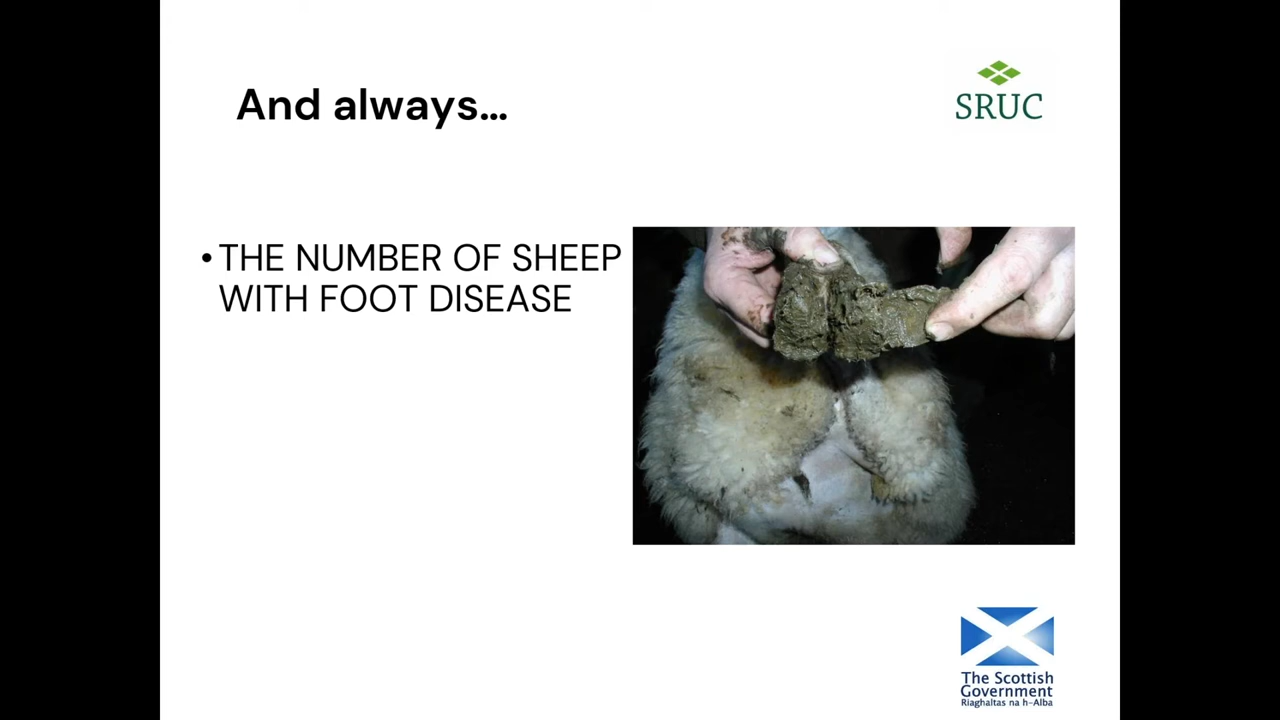 And always...
SRUC
• THE NUMBER OF SHEEP
WITH FOOT DISEASE
The Scottish
Government
Riaghaltas na h-Alba